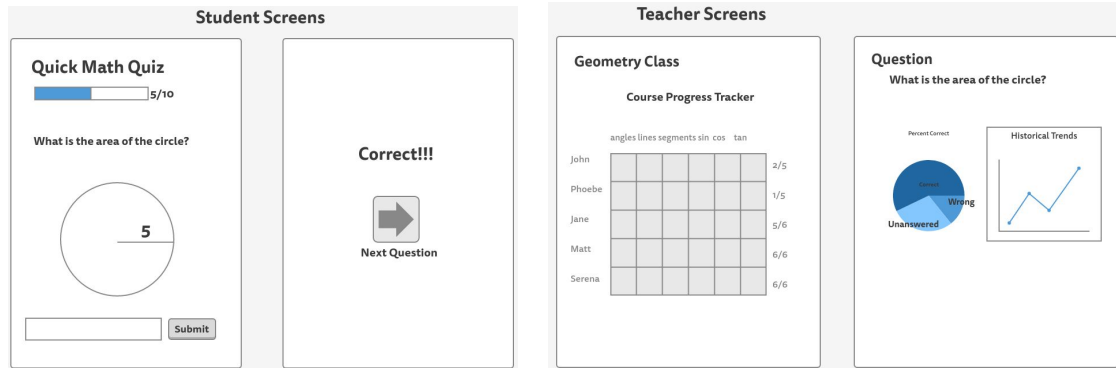 Student Screens
Quick Math Quiz
5/10
What is the area of the circle?
5
Submit
Correct!!!
Next Question
Teacher Screens
Geometry Class
Course Progress Tracker
angles lines segments sin cos tan
John 2/5
Phoebe 1/5
Jane 5/6
Matt 6/6
Serena 6/6
Question
What is the area of the circle?
Percent Correct
Correct
Wrong
Unanswered
Historical Trends